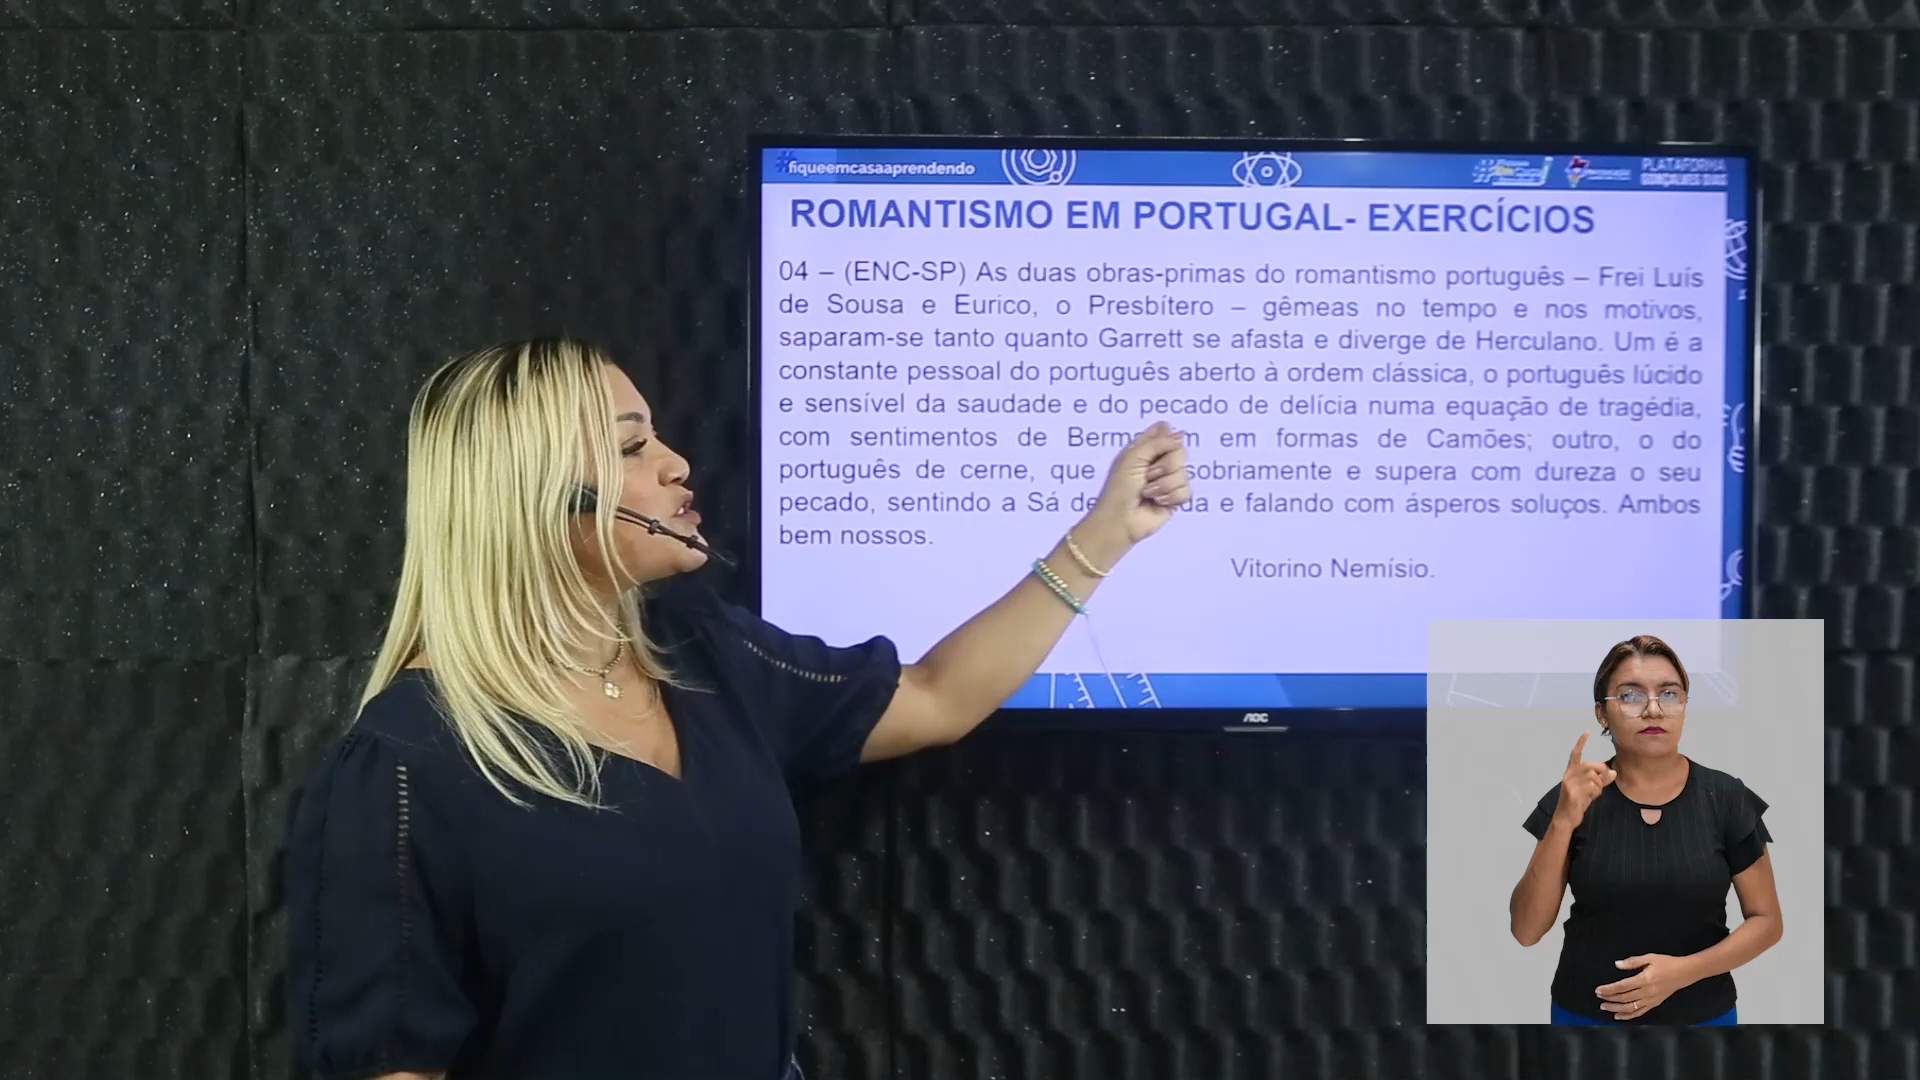 #fiqueemcasaaprendendo
PLATAFORMA
GONÇALVES DIAS
ROMANTISMO EM PORTUGAL- EXERCÍCIOS
04 – (ENC-SP) As duas obras-primas do romantismo português – Frei Luís
de Sousa e Eurico, o Presbítero – gêmeas no tempo e nos motivos,
saparam-se tanto quanto Garrett se afasta e diverge de Herculano. Um é a
constante pessoal do português aberto à ordem clássica, o português lúcido
e sensível da saudade e do pecado de delícia numa equação de tragédia,
com sentimentos de em formas de Camões; outro, o do
português de cerne, que sobriamente e supera com dureza o seu
pecado, sentindo a Sá de e falando com ásperos soluços. Ambos
bem nossos.
Vitorino Nemísio.
AOC